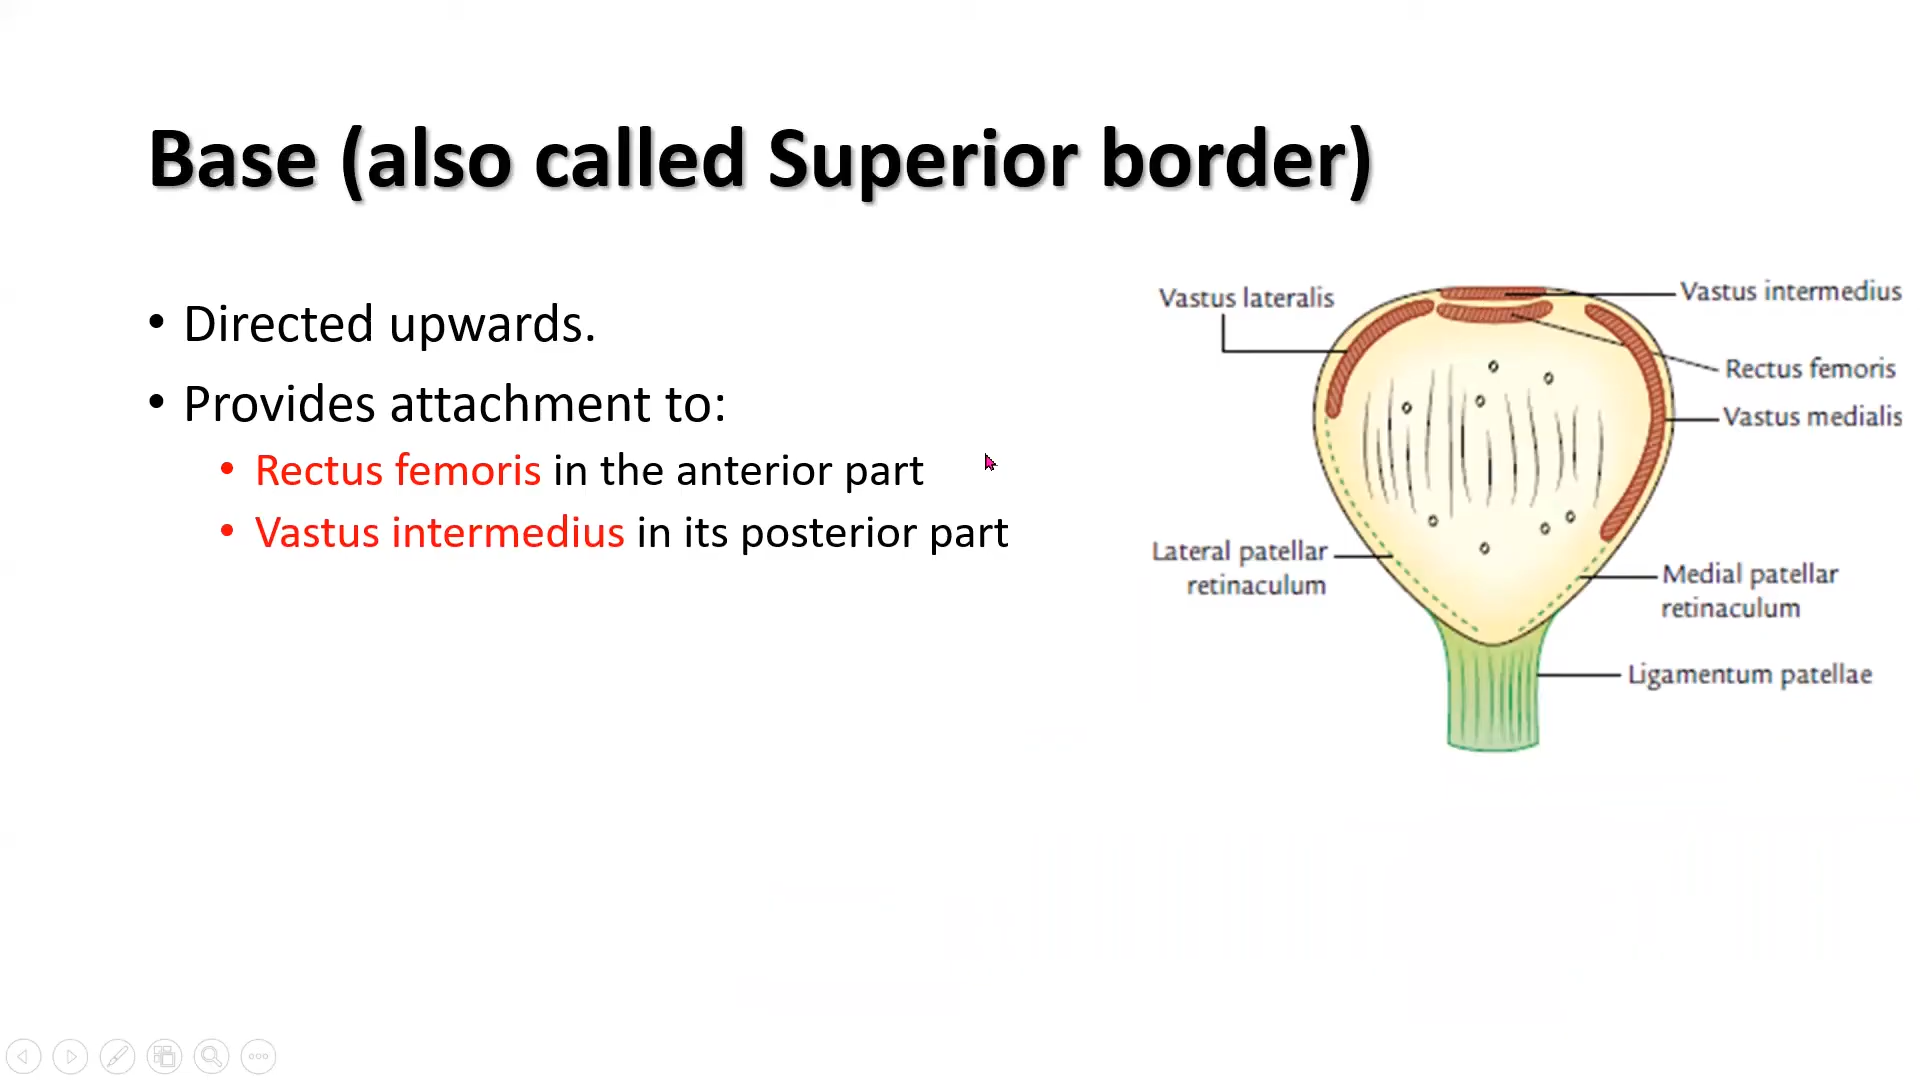 Base (also called Superior border)
• Directed upwards.
• Provides attachment to:
• Rectus femoris in the anterior part
• Vastus intermedius in its posterior part
Vastus lateralis
Vastus intermedius
Rectus femoris
Vastus medialis
Lateral patellar
retinaculum
Medial patellar
retinaculum
Ligamentum patellae